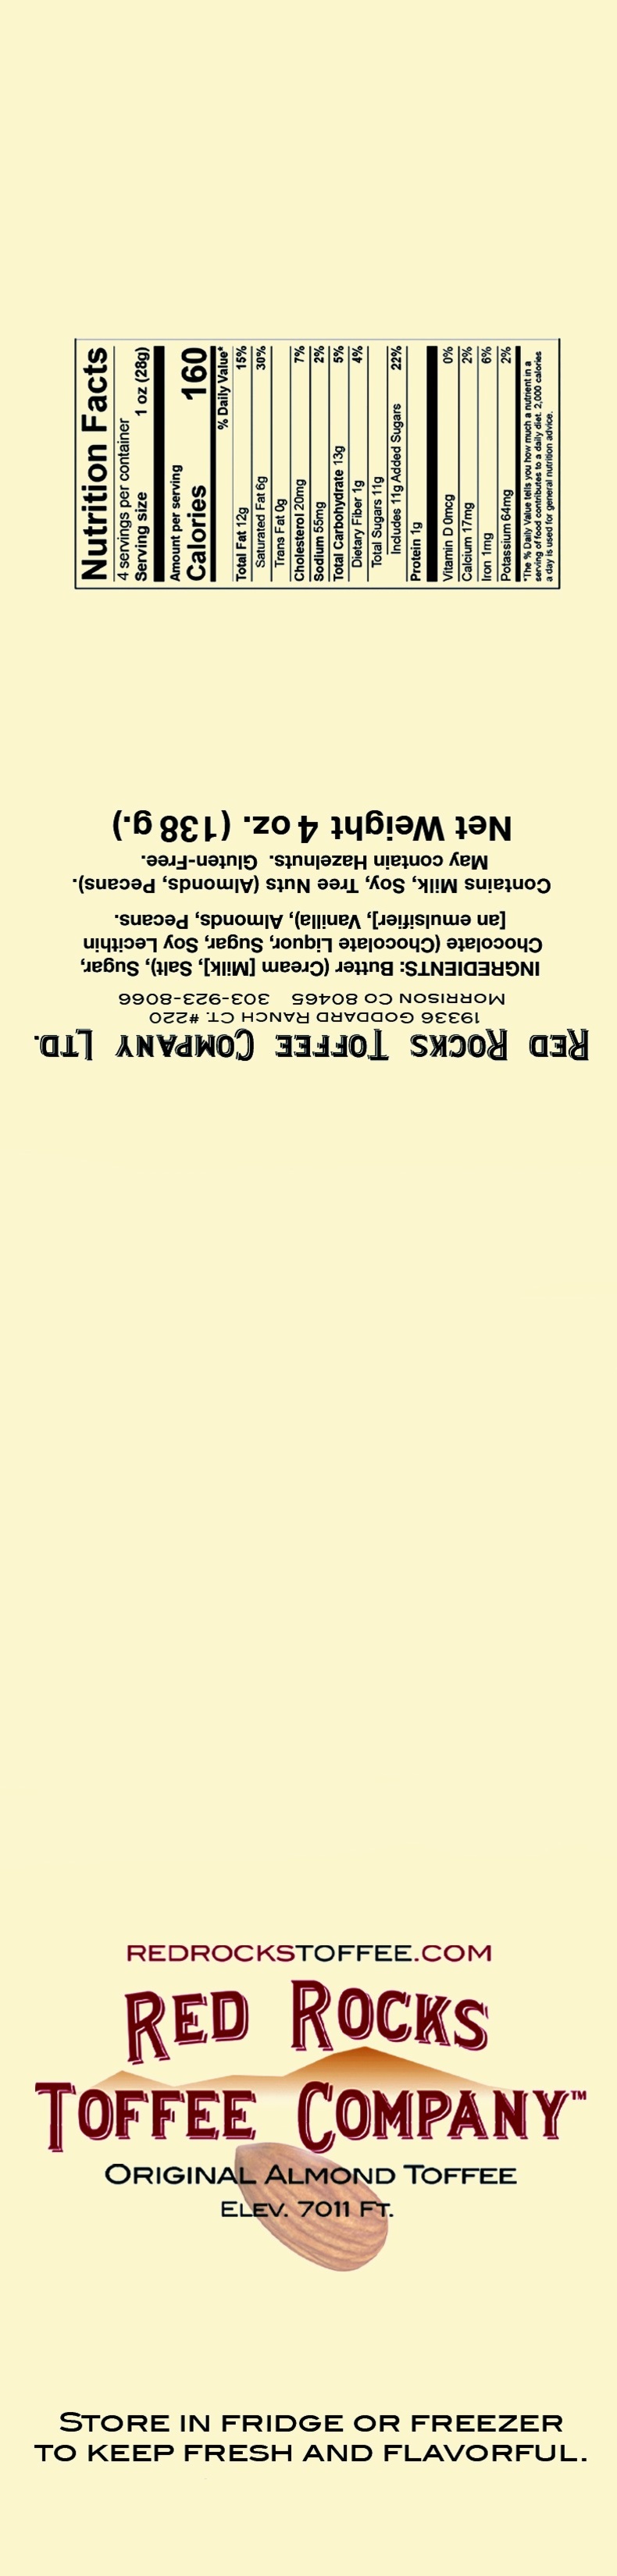 Nutrition Facts
4 servings per container
Serving size 1 oz (28g)
Amount per serving
Calories 160
% Daily Value*
Total Fat 12g 15%
Saturated Fat 6g 30%
Trans Fat 0g
Cholesterol 20mg 7%
Sodium 55mg 2%
Total Carbohydrate 13g 5%
Dietary Fiber 1g 4%
Total Sugars 11g
Includes 11g Added Sugars 22%
Protein 1g
Vitamin D 0mcg 0%
Calcium 17mg 2%
Iron 1mg 6%
Potassium 64mg 2%
*The % Daily Value tells you how much a nutrient in a
serving of food contributes to a daily diet. 2,000 calories
a day is used for general nutrition advice.
Red Rocks Toffee Company Ltd.
19336 Goddard Ranch Ct. #220
Morrison Co 80465 303-923-8066
INGREDIENTS: Butter (Cream [Milk], Salt), Sugar,
Chocolate (Chocolate Liquor, Sugar, Soy Lecithin
[an emulsifier], Vanilla), Almonds, Pecans.
Contains Milk, Soy, Tree Nuts (Almonds, Pecans).
May contain Hazelnuts. Gluten-Free.
Net Weight 4 oz. (138 g.)
REDROCKSTOFFEE.COM
Red Rocks
Toffee Company™
Original Almond Toffee
Elev. 7011 Ft.
Store in fridge or freezer
to keep fresh and flavorful.